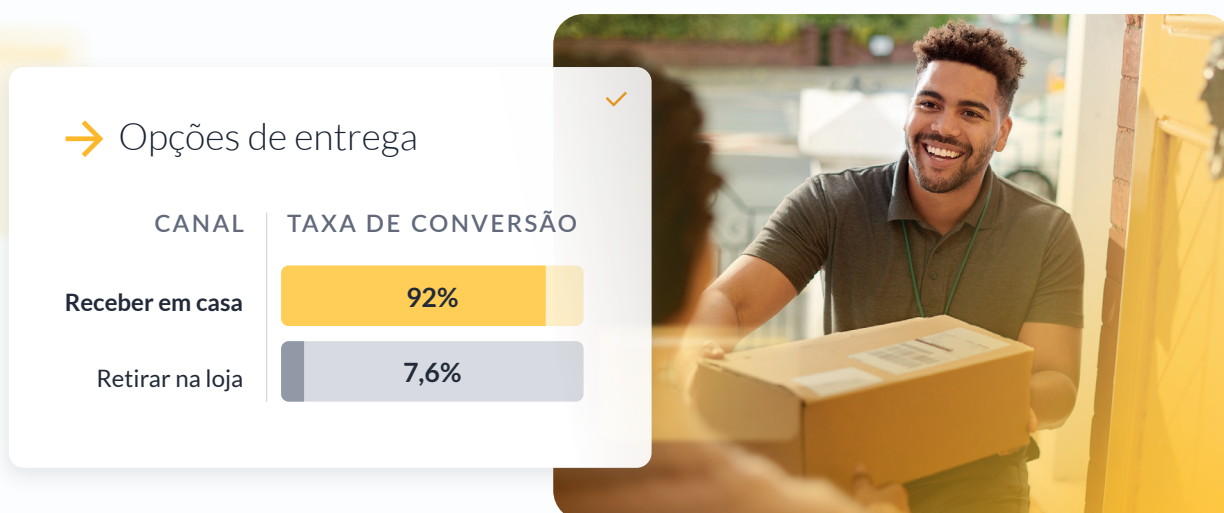 Opções de entrega
CANAL TAXA DE CONVERSÃO
Receber em casa 92%
Retirar na loja 7,6%